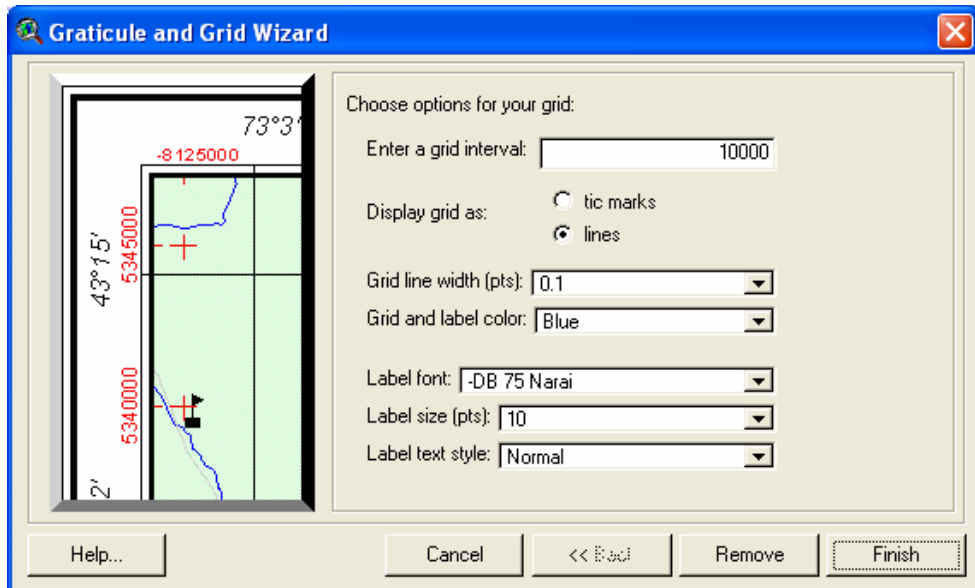 Graticule and Grid Wizard
73°3'
-8125000
43°15'
5345000
5340000
2'
Choose options for your grid:
Enter a grid interval: 10000
Display grid as:
tic marks
lines
Grid line width (pts): 0.1
Grid and label color: Blue
Label font: -DB 75 Narai
Label size (pts): 10
Label text style: Normal
Help...
Cancel
<< Back
Remove
Finish